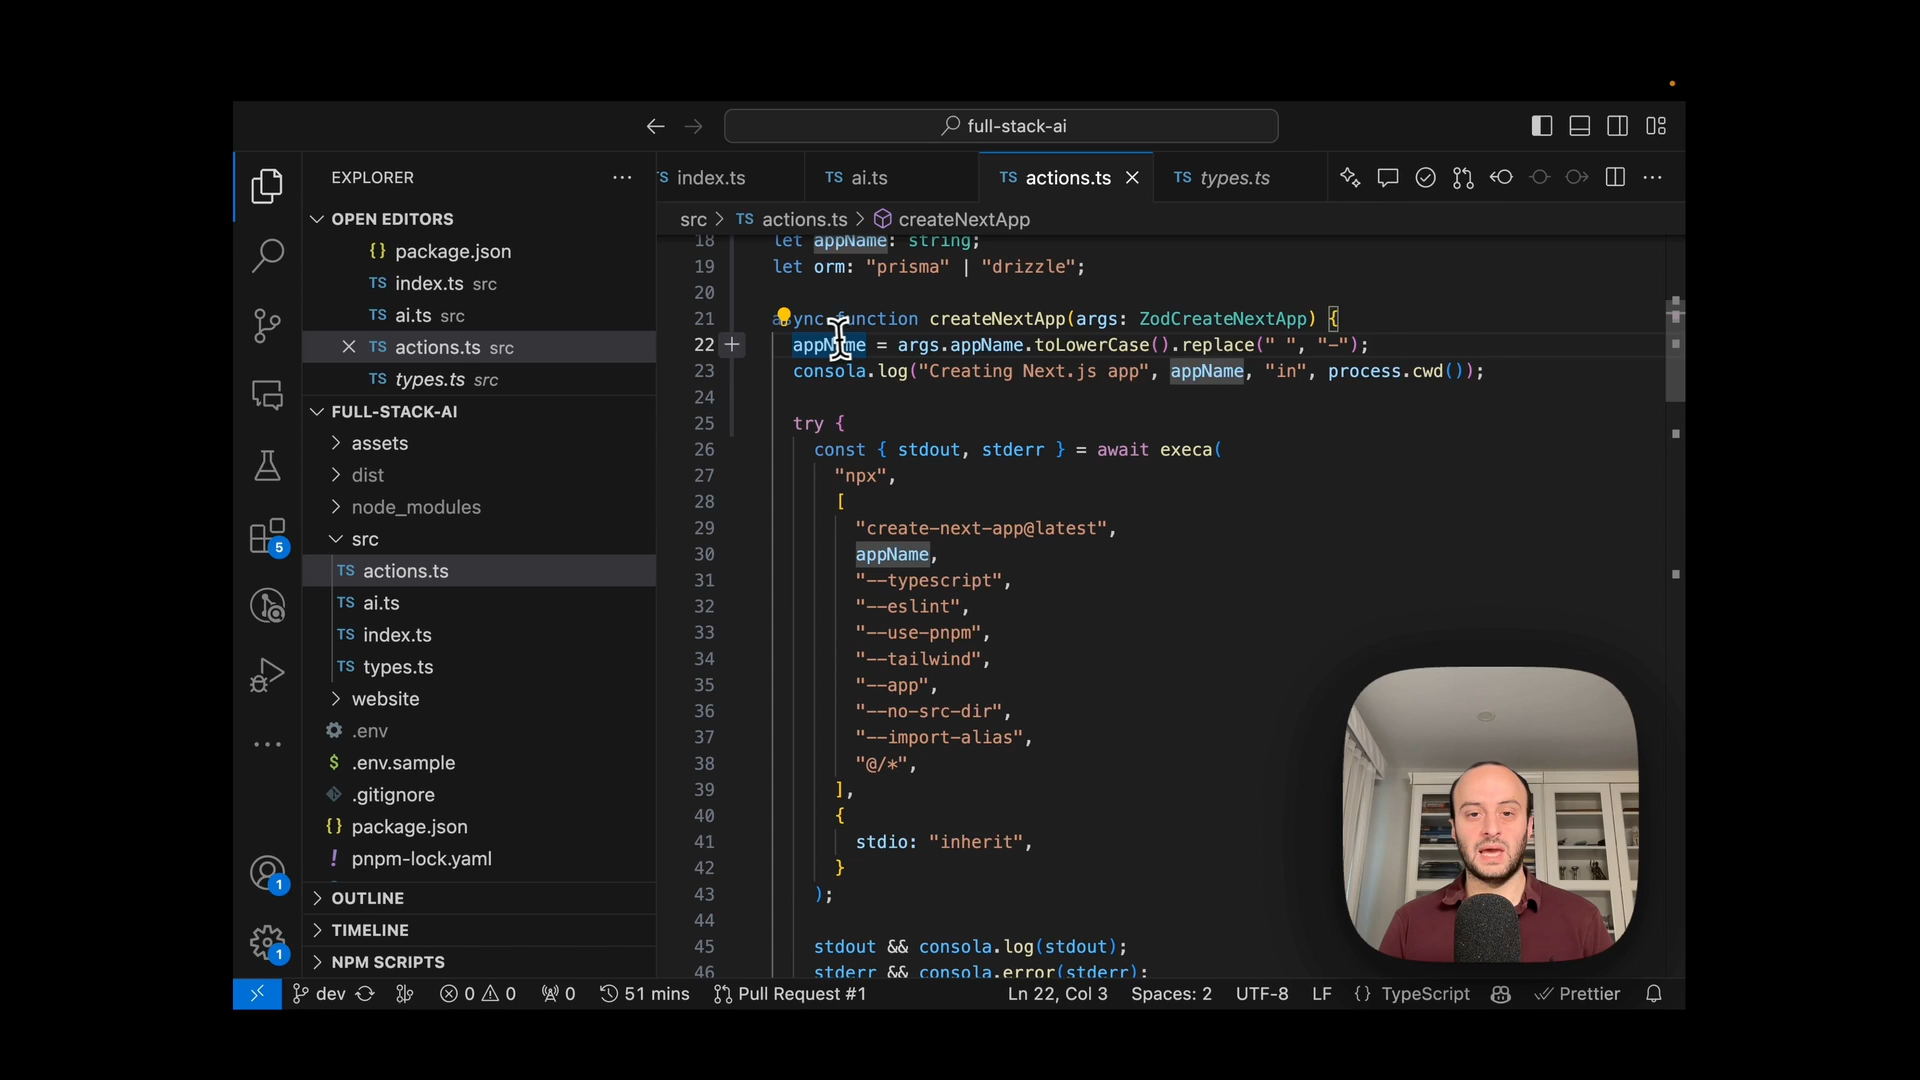 full-stack-ai
EXPLORER
OPEN EDITORS
{} package.json
TS index.ts src
TS ai.ts src
TS actions.ts src
TS types.ts src
FULL-STACK-AI
assets
dist
node_modules
src
TS actions.ts
TS ai.ts
TS index.ts
TS types.ts
website
.env
$ .env.sample
.gitignore
{} package.json
! pnpm-lock.yaml
OUTLINE
TIMELINE
NPM SCRIPTS
5
1
1
TS index.ts
TS ai.ts
TS actions.ts
TS types.ts
src > TS actions.ts > createNextApp
18 let appName: string;
19 let orm: "prisma" | "drizzle";
20
21 async function createNextApp(args: ZodCreateNextApp) {
22 appName = args.appName.toLowerCase().replace(" ", "-");
23 consola.log("Creating Next.js app", appName, "in", process.cwd());
24
25 try {
26 const { stdout, stderr } = await execa(
27 "npx",
28 [
29 "create-next-app@latest",
30 appName,
31 "--typescript",
32 "--eslint",
33 "--use-pnpm",
34 "--tailwind",
35 "--app",
36 "--no-src-dir",
37 "--import-alias",
38 "@/*",
39 ],
40 {
41 stdio: "inherit",
42 }
43 );
44
45 stdout && consola.log(stdout);
46 stderr && consola.error(stderr);
dev 0 0 0 51 mins Pull Request #1 Ln 22, Col 3 Spaces: 2 UTF-8 LF {} TypeScript Prettier